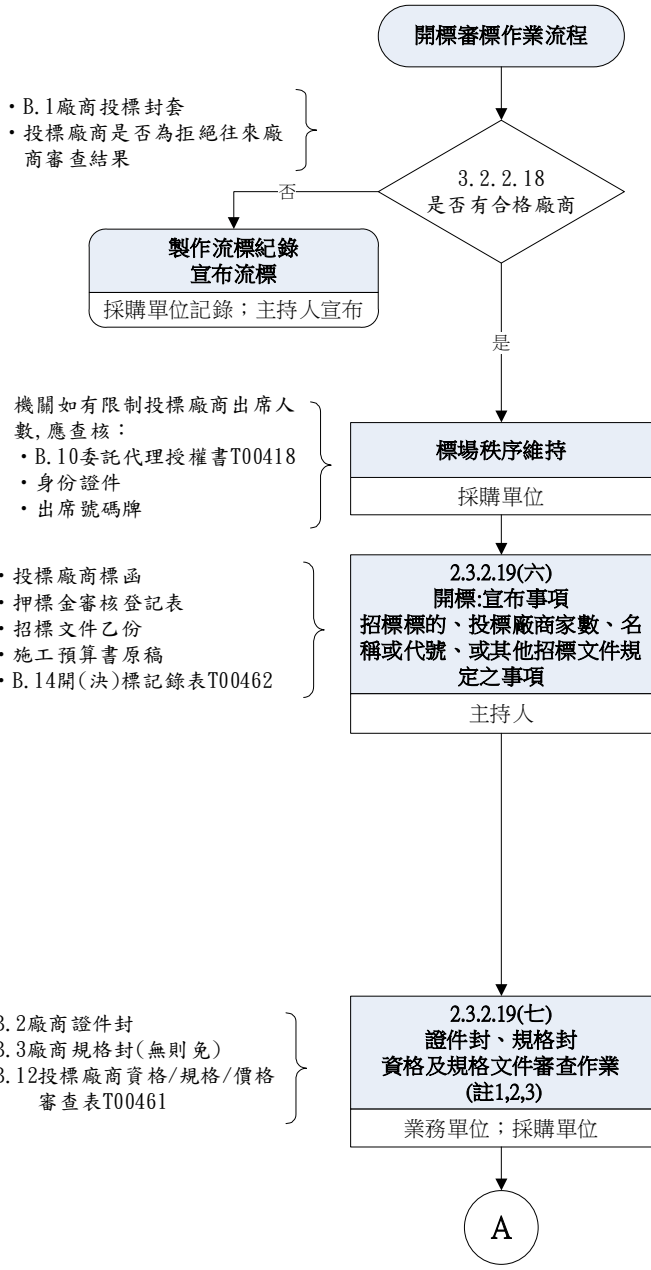 開標審標作業流程
・B.1廠商投標封套
・投標廠商是否為拒絕往來廠
商審查結果
3.2.2.18
是否有合格廠商
否
製作流標紀錄
宣布流標
採購單位記錄；主持人宣布
是
機關如有限制投標廠商出席人
數,應查核：
・B.10委託代理授權書T00418
・身份證件
・出席號碼牌
標場秩序維持
採購單位
・投標廠商標函
・押標金審核登記表
・招標文件乙份
・施工預算書原稿
・B.14開(決)標記錄表T00462
2.3.2.19(六)
開標:宣布事項
招標標的、投標廠商家數、名
稱或代號、或其他招標文件規
定之事項
主持人
.2廠商證件封
.3廠商規格封(無則免)
.12投標廠商資格/規格/價格
審查表T00461
2.3.2.19(七)
證件封、規格封
資格及規格文件審查作業
(註1,2,3)
業務單位；採購單位
A